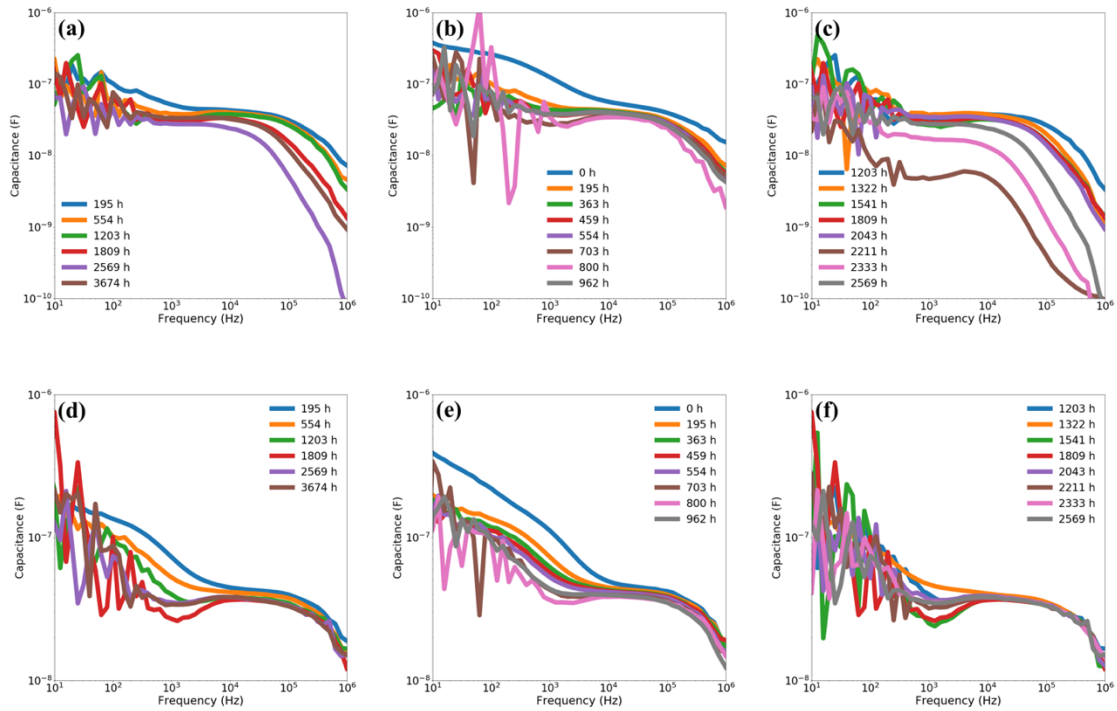 (a)
Capacitance (F)
10⁻⁶
10⁻⁷
10⁻⁸
10⁻⁹
10⁻¹⁰
195 h
554 h
1203 h
1809 h
2569 h
3674 h
10¹ 10² 10³ 10⁴ 10⁵ 10⁶
Frequency (Hz)
(b)
Capacitance (F)
10⁻⁶
10⁻⁷
10⁻⁸
10⁻⁹
10⁻¹⁰
0 h
195 h
363 h
459 h
554 h
703 h
800 h
962 h
10¹ 10² 10³ 10⁴ 10⁵ 10⁶
Frequency (Hz)
(c)
Capacitance (F)
10⁻⁶
10⁻⁷
10⁻⁸
10⁻⁹
10⁻¹⁰
1203 h
1322 h
1541 h
1809 h
2043 h
2211 h
2333 h
2569 h
10¹ 10² 10³ 10⁴ 10⁵ 10⁶
Frequency (Hz)
(d)
Capacitance (F)
10⁻⁶
10⁻⁷
10⁻⁸
195 h
554 h
1203 h
1809 h
2569 h
3674 h
10¹ 10² 10³ 10⁴ 10⁵ 10⁶
Frequency (Hz)
(e)
Capacitance (F)
10⁻⁶
10⁻⁷
10⁻⁸
0 h
195 h
363 h
459 h
554 h
703 h
800 h
962 h
10¹ 10² 10³ 10⁴ 10⁵ 10⁶
Frequency (Hz)
(f)
Capacitance (F)
10⁻⁶
10⁻⁷
10⁻⁸
1203 h
1322 h
1541 h
1809 h
2043 h
2211 h
2333 h
2569 h
10¹ 10² 10³ 10⁴ 10⁵ 10⁶
Frequency (Hz)